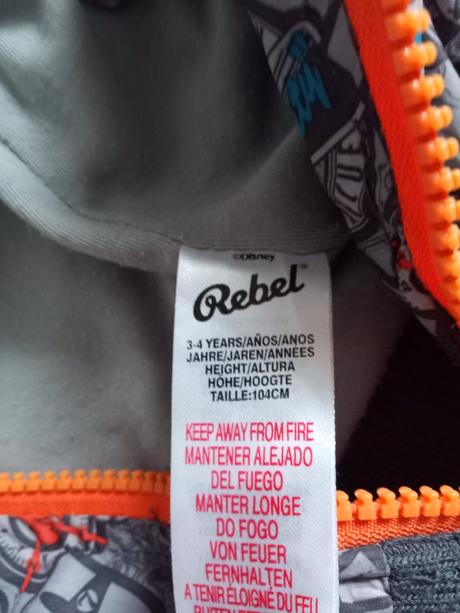 ©Disney
Rebel®
3-4 YEARS/AÑOS/ANOS
JAHRE/JAREN/ANNEES
HEIGHT/ALTURA
HÖHE/HOOGTE
TAILLE:104CM
KEEP AWAY FROM FIRE
MANTENER ALEJADO
DEL FUEGO
MANTER LONGE
DO FOGO
VON FEUER
FERNHALTEN
A TENIR ÉLOIGNÉ DU FEU